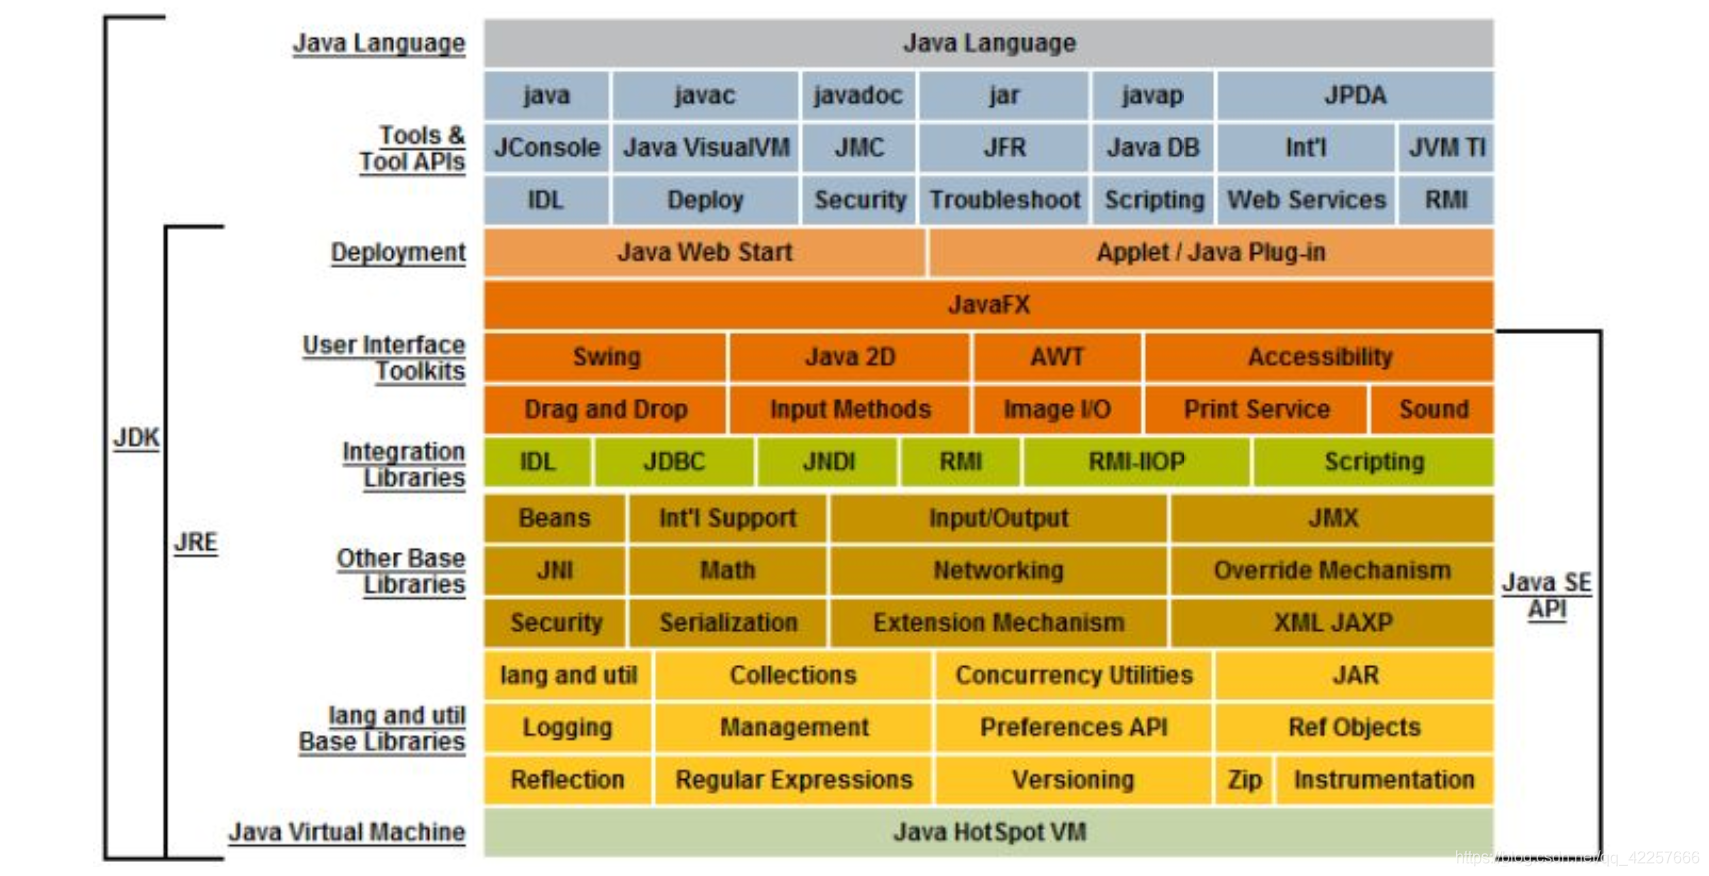 Java Language
Java Language
java javac javadoc jar javap JPDA
Tools &
Tool APIs
JConsole Java VisualVM JMC JFR Java DB Int'l JVM TI
IDL Deploy Security Troubleshoot Scripting Web Services RMI
Deployment
Java Web Start Applet / Java Plug-in
JavaFX
User Interface
Toolkits
Swing Java 2D AWT Accessibility
Drag and Drop Input Methods Image I/O Print Service Sound
JDK
Integration
Libraries
IDL JDBC JNDI RMI RMI-IIOP Scripting
Beans Int'l Support Input/Output JMX
JRE
Other Base
Libraries
JNI Math Networking Override Mechanism
Java SE
API
Security Serialization Extension Mechanism XML JAXP
lang and util Collections Concurrency Utilities JAR
lang and util
Base Libraries
Logging Management Preferences API Ref Objects
Reflection Regular Expressions Versioning Zip Instrumentation
Java Virtual Machine
Java HotSpot VM
https://blog.csdn.net/qq_42257666